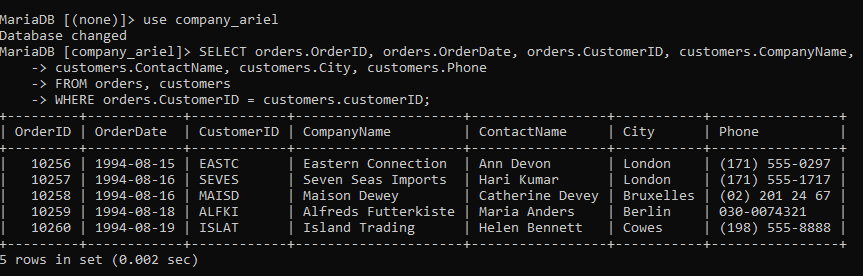 MariaDB [(none)]> use company_ariel
Database changed
MariaDB [company_ariel]> SELECT orders.OrderID, orders.OrderDate, orders.CustomerID, customers.CompanyName,
    -> customers.ContactName, customers.City, customers.Phone
    -> FROM orders, customers
    -> WHERE orders.CustomerID = customers.customerID;
+---------+------------+------------+---------------------+-----------------+-----------+----------------+
| OrderID | OrderDate  | CustomerID | CompanyName         | ContactName     | City      | Phone          |
+---------+------------+------------+---------------------+-----------------+-----------+----------------+
|   10256 | 1994-08-15 | EASTC      | Eastern Connection  | Ann Devon       | London    | (171) 555-0297 |
|   10257 | 1994-08-16 | SEVES      | Seven Seas Imports  | Hari Kumar      | London    | (171) 555-1717 |
|   10258 | 1994-08-16 | MAISD      | Maison Dewey        | Catherine Devey | Bruxelles | (02) 201 24 67 |
|   10259 | 1994-08-18 | ALFKI      | Alfreds Futterkiste | Maria Anders    | Berlin    | 030-0074321    |
|   10260 | 1994-08-19 | ISLAT      | Island Trading      | Helen Bennett   | Cowes     | (198) 555-8888 |
+---------+------------+------------+---------------------+-----------------+-----------+----------------+
5 rows in set (0.002 sec)